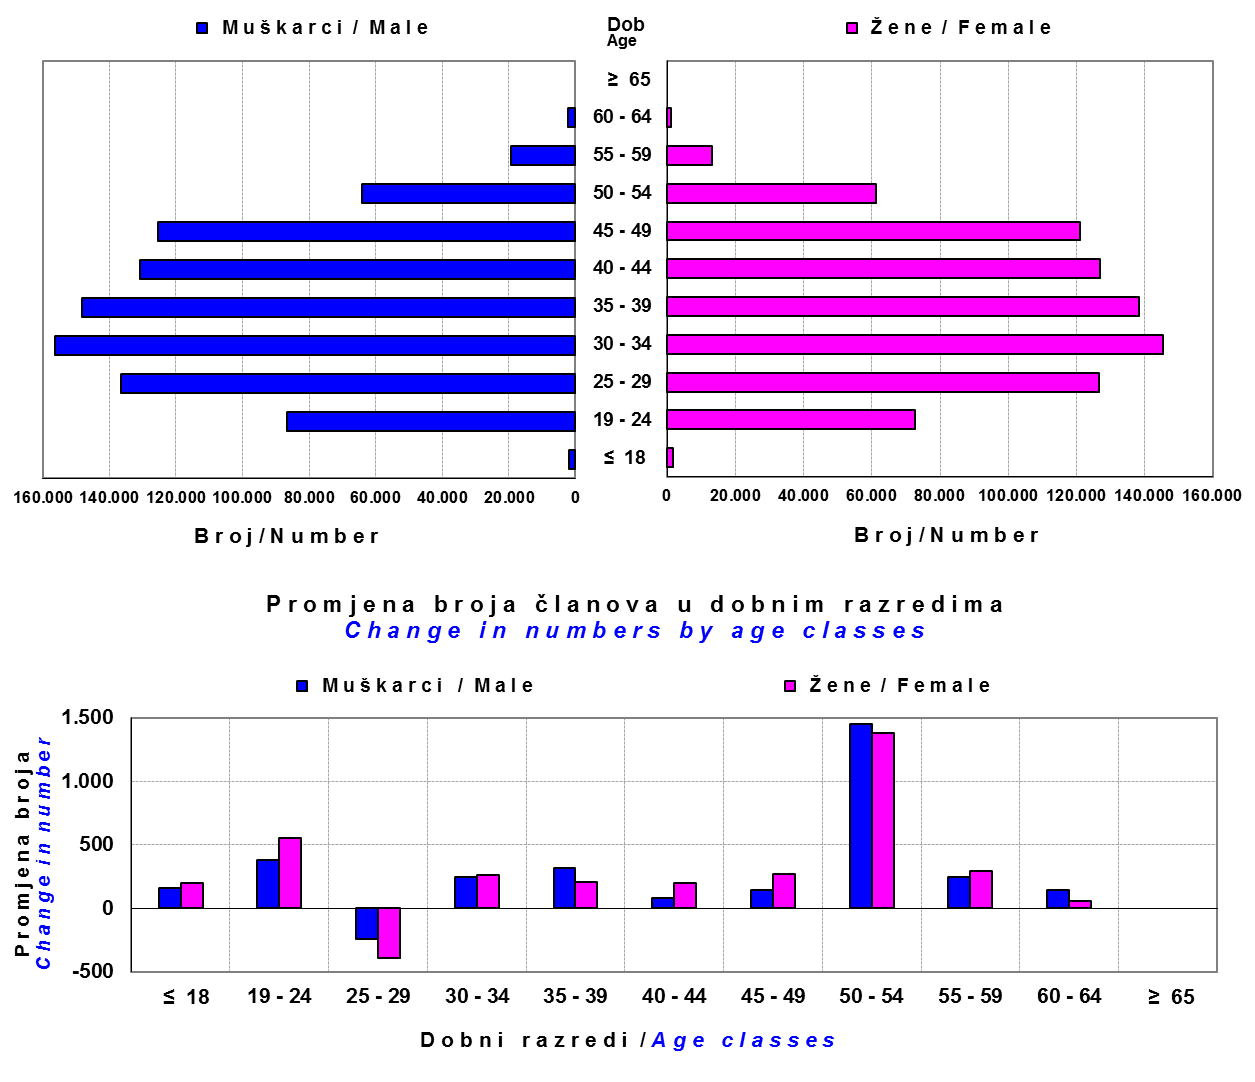 Muškarci / Male
Dob
Age
Žene / Female
≥ 65
60 - 64
55 - 59
50 - 54
45 - 49
40 - 44
35 - 39
30 - 34
25 - 29
19 - 24
≤ 18
160.000 140.000 120.000 100.000 80.000 60.000 40.000 20.000 0
0 20.000 40.000 60.000 80.000 100.000 120.000 140.000 160.000
Broj/Number
Broj/Number
Promjena broja članova u dobnim razredima
Change in numbers by age classes
Muškarci / Male
Žene / Female
Promjena broja
Change in number
1.500
1.000
500
0
-500
≤ 18 19 - 24 25 - 29 30 - 34 35 - 39 40 - 44 45 - 49 50 - 54 55 - 59 60 - 64 ≥ 65
Dobni razredi /Age classes